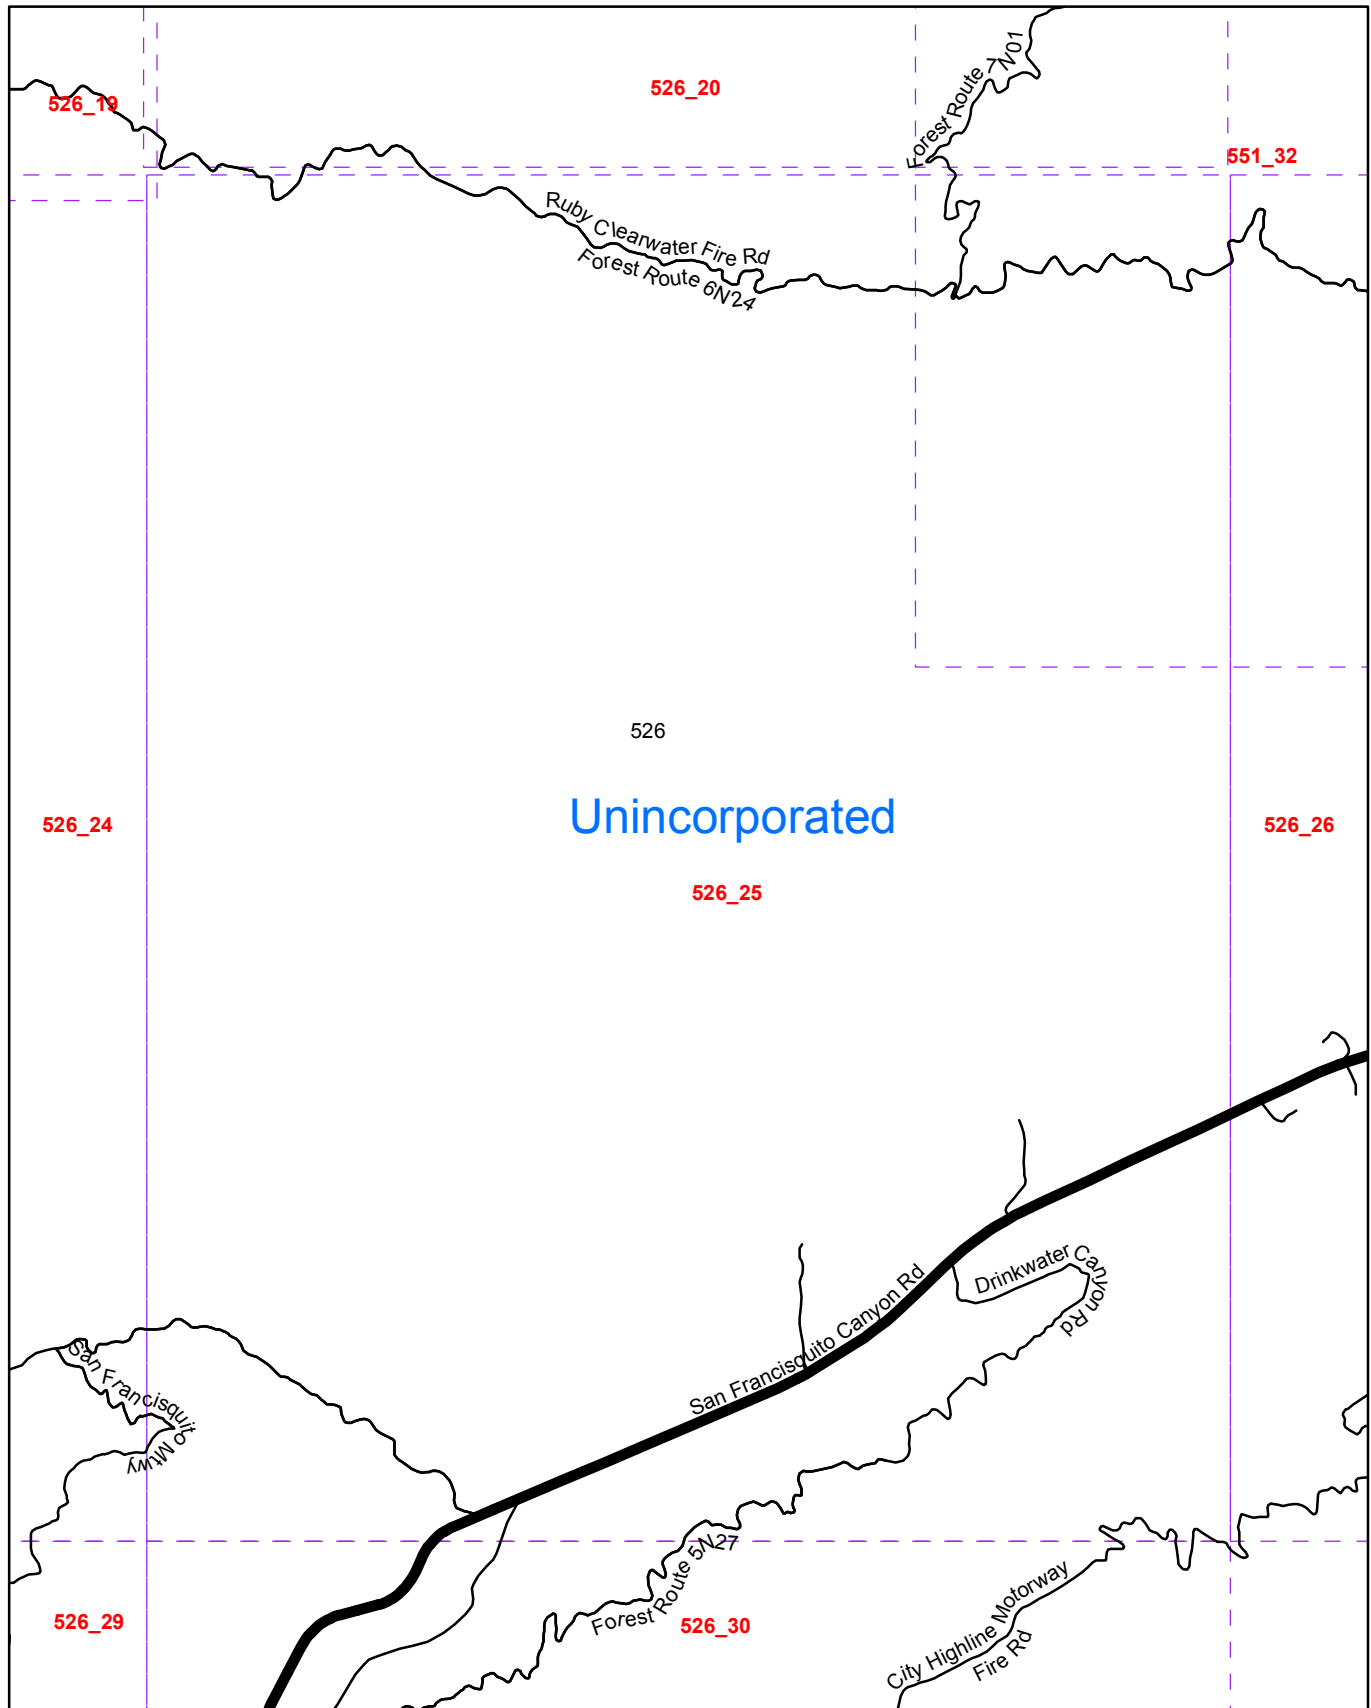 526_19
526_20
Forest Route 7N01
551_32
Ruby Clearwater Fire Rd
Forest Route 6N24
526
Unincorporated
526_24
526_26
526_25
San Francisquito Canyon Rd
Drinkwater Canyon Rd
San Francisquito Mtwy
Forest Route 5N27
526_29
526_30
City Highline Motorway
Fire Rd